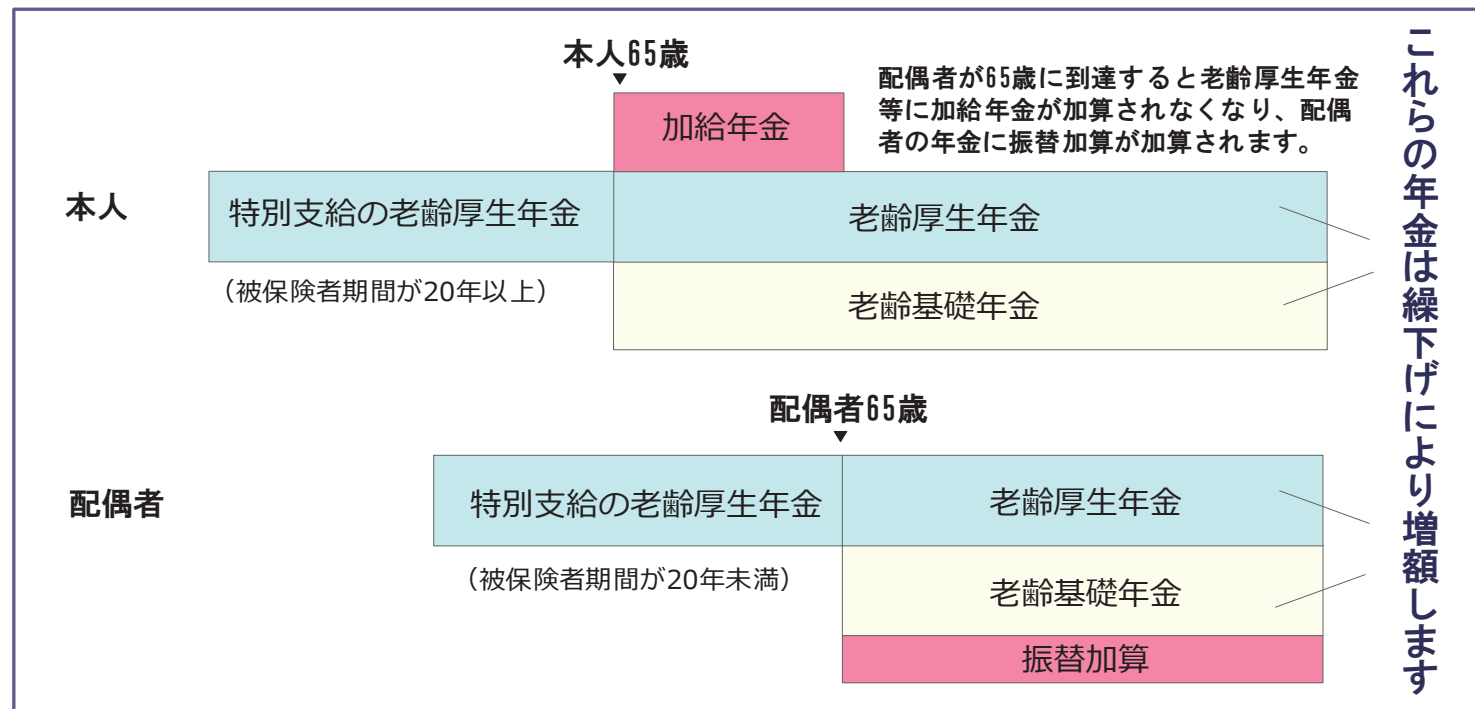 本人65歳
▼
配偶者が65歳に到達すると老齢厚生年金
等に加給年金が加算されなくなり、配偶
者の年金に振替加算が加算されます。
加給年金
本人
特別支給の老齢厚生年金
老齢厚生年金
(被保険者期間が20年以上)
老齢基礎年金
配偶者65歳
▼
配偶者
特別支給の老齢厚生年金
老齢厚生年金
(被保険者期間が20年未満)
老齢基礎年金
振替加算
これらの年金は繰下げにより増額します